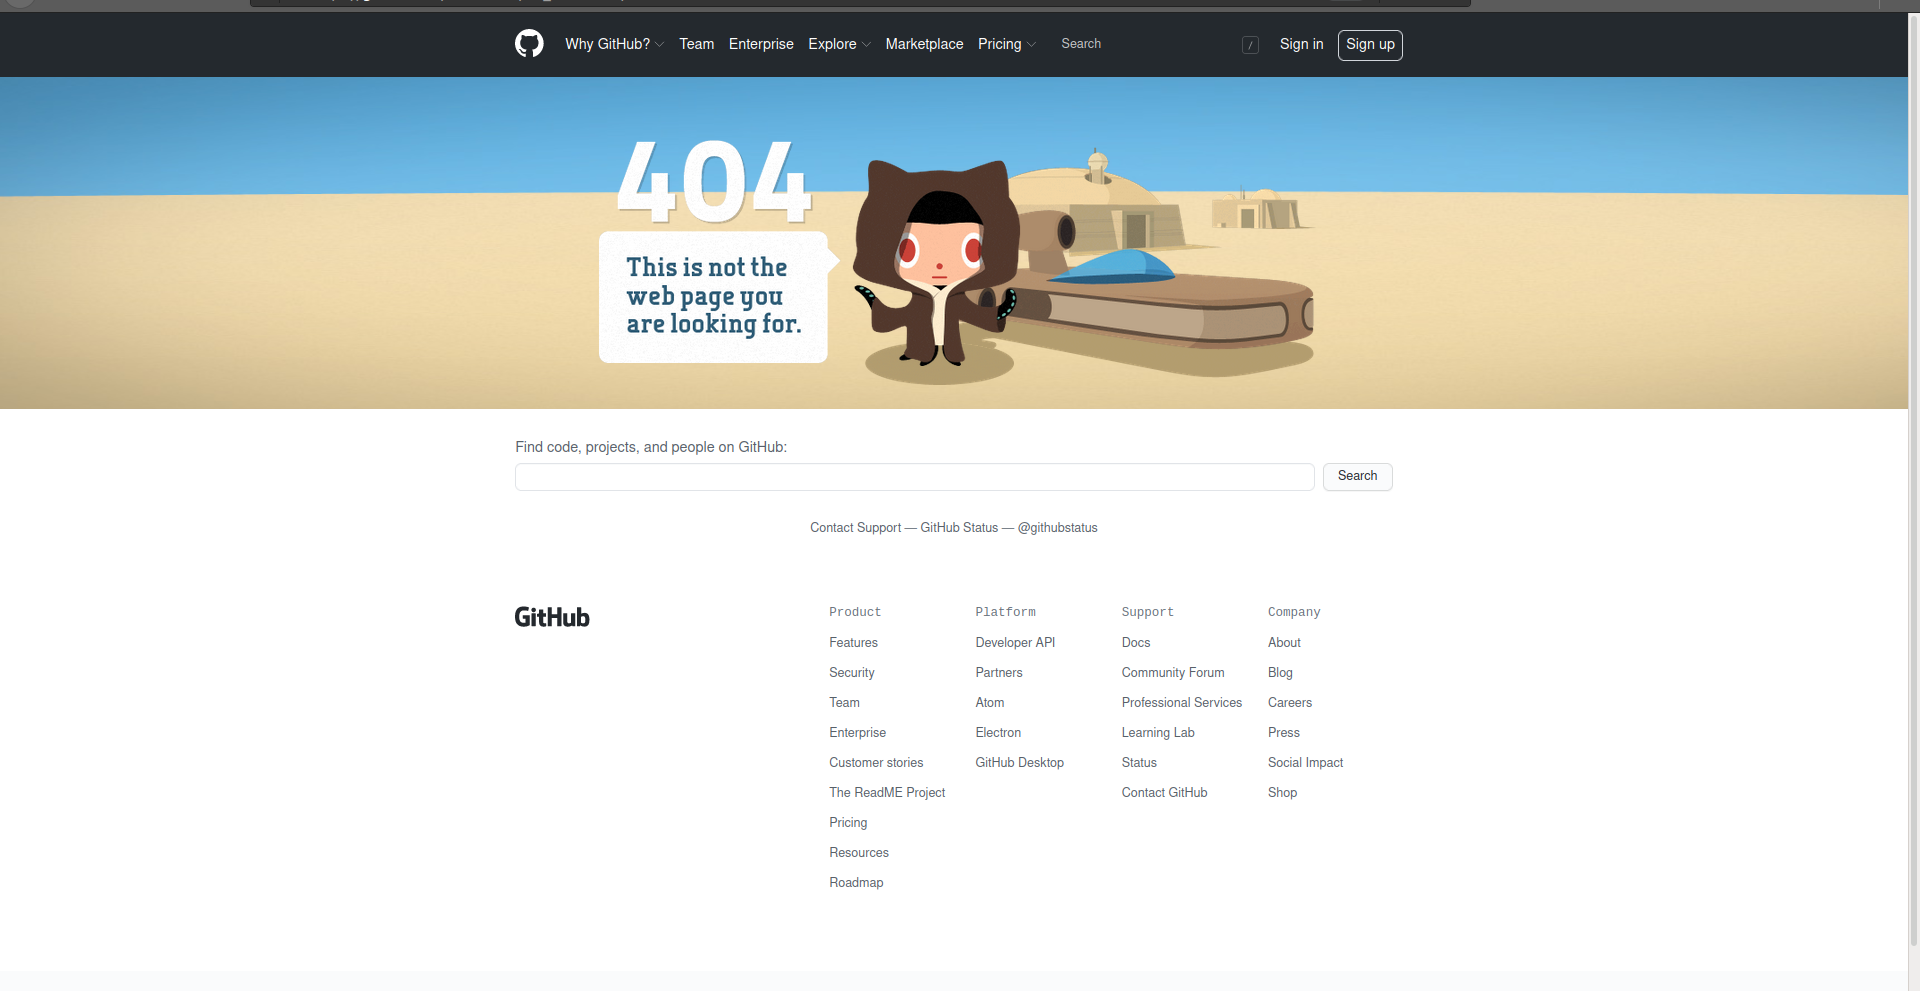 Why GitHub? Team Enterprise Explore Marketplace Pricing Search / Sign in Sign up
404
This is not the
web page you
are looking for.
Find code, projects, and people on GitHub:
Search
Contact Support — GitHub Status — @githubstatus
GitHub
Product
Features
Security
Team
Enterprise
Customer stories
The ReadME Project
Pricing
Resources
Roadmap
Platform
Developer API
Partners
Atom
Electron
GitHub Desktop
Support
Docs
Community Forum
Professional Services
Learning Lab
Status
Contact GitHub
Company
About
Blog
Careers
Press
Social Impact
Shop